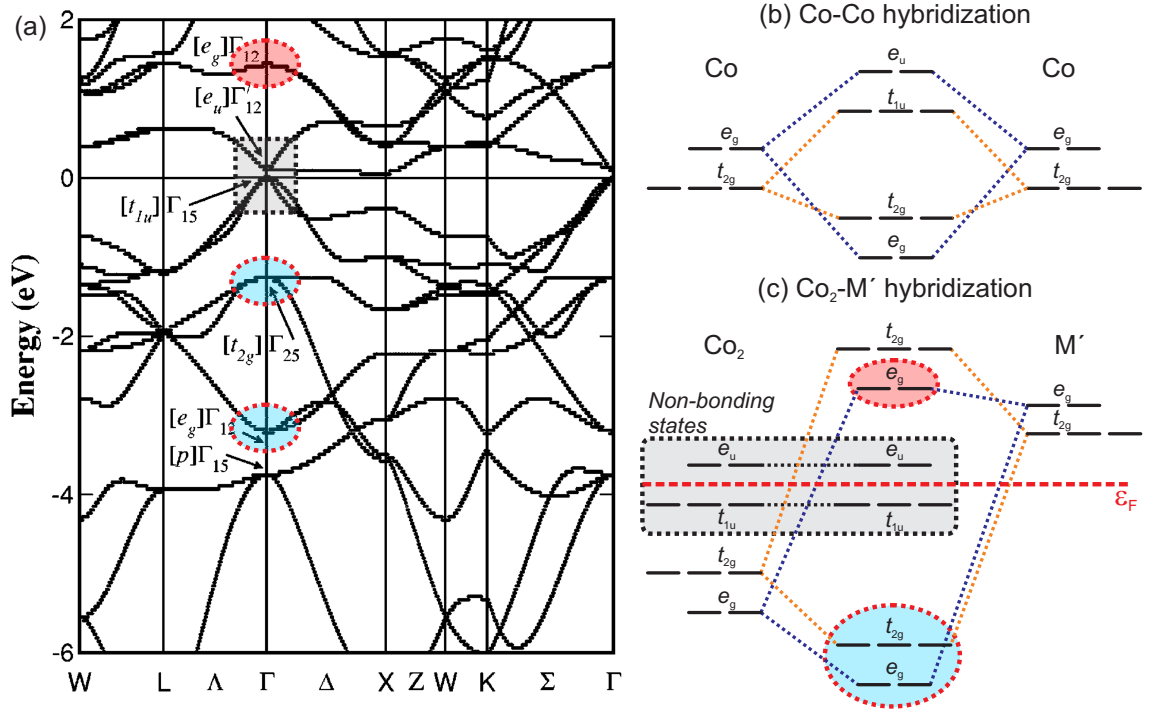 (a)
Energy (eV)
2
0
-2
-4
-6
[e_g]Γ_12
[e_u]Γ'_12
[t_1u] Γ_15
[t_2g] Γ_25
[e_g]Γ_12
[p]Γ_15
W L Λ Γ Δ X Z W K Σ Γ
(b) Co-Co hybridization
Co Co
e_u
t_1u
e_g e_g
t_2g t_2g
t_2g
e_g
(c) Co₂-M´ hybridization
Co₂ M´
t_2g
e_g
e_g
t_2g
Non-bonding
states
e_u e_u
ε_F
t_1u t_1u
t_2g
e_g
t_2g
e_g